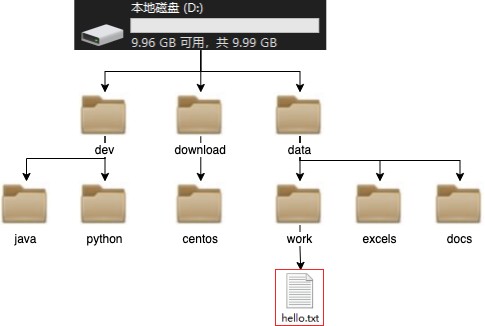 本地磁盘 (D:)
9.96 GB 可用，共 9.99 GB
dev
download
data
java
python
centos
work
excels
docs
hello.txt